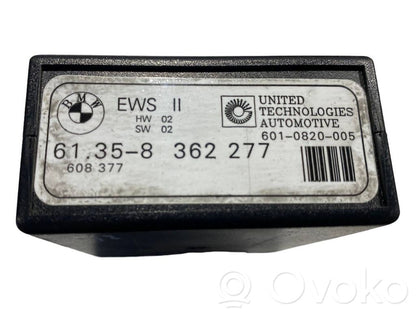 BMW
EWS II
HW 02
SW 02
UNITED
TECHNOLOGIES
AUTOMOTIVE
601-0820-005
61.35-8 362 277
608 377
Ovoko